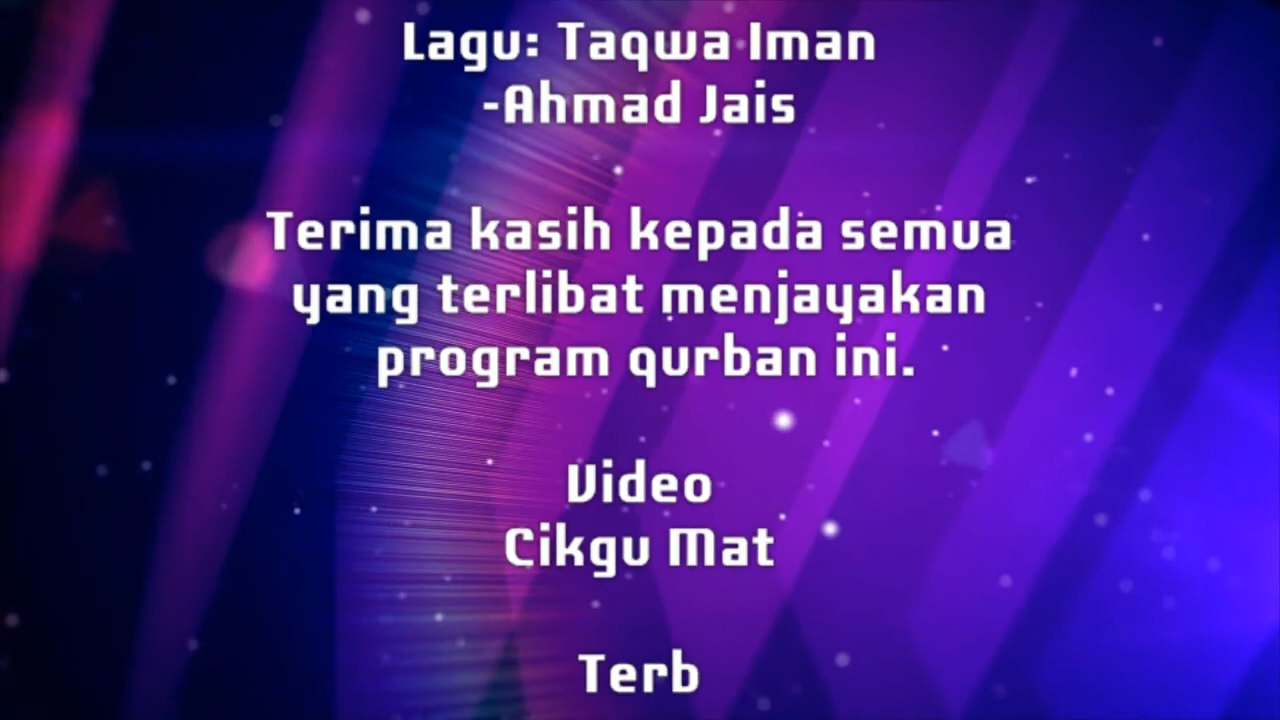 Lagu: Taqwa Iman
-Ahmad Jais
Terima kasih kepada semua
yang terlibat menjayakan
program qurban ini.
Video
Cikgu Mat
Terb